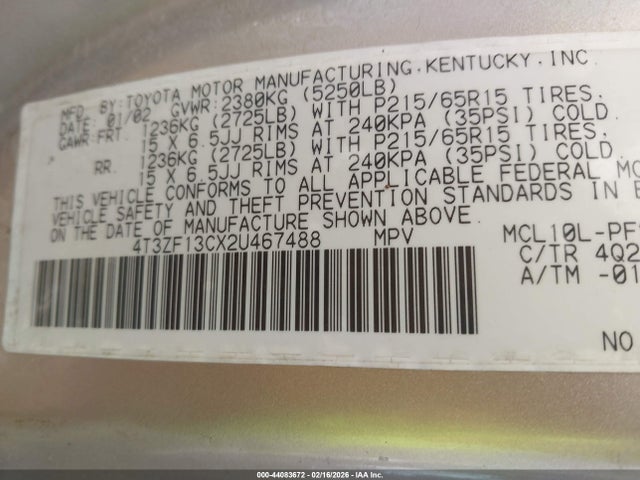 MFD. BY: TOYOTA MOTOR MANUFACTURING, KENTUCKY, INC.
DATE: 01/02 GVWR: 2380KG (5250LB)
GAWR: FRT. 1236KG (2725LB) WITH P215/65R15 TIRES,
15 X 6.5JJ RIMS AT 240KPA (35PSI) COLD.
RR. 1236KG (2725LB) WITH P215/65R15 TIRES,
15 X 6.5JJ RIMS AT 240KPA (35PSI) COLD.
THIS VEHICLE CONFORMS TO ALL APPLICABLE FEDERAL MO
VEHICLE SAFETY AND THEFT PREVENTION STANDARDS IN E
ON THE DATE OF MANUFACTURE SHOWN ABOVE.
4T3ZF13CX2U467488 MPV MCL10L-PF
C/TR 4Q2
A/TM -01
NO
000-44083672 - 02/16/2026 - IAA Inc.